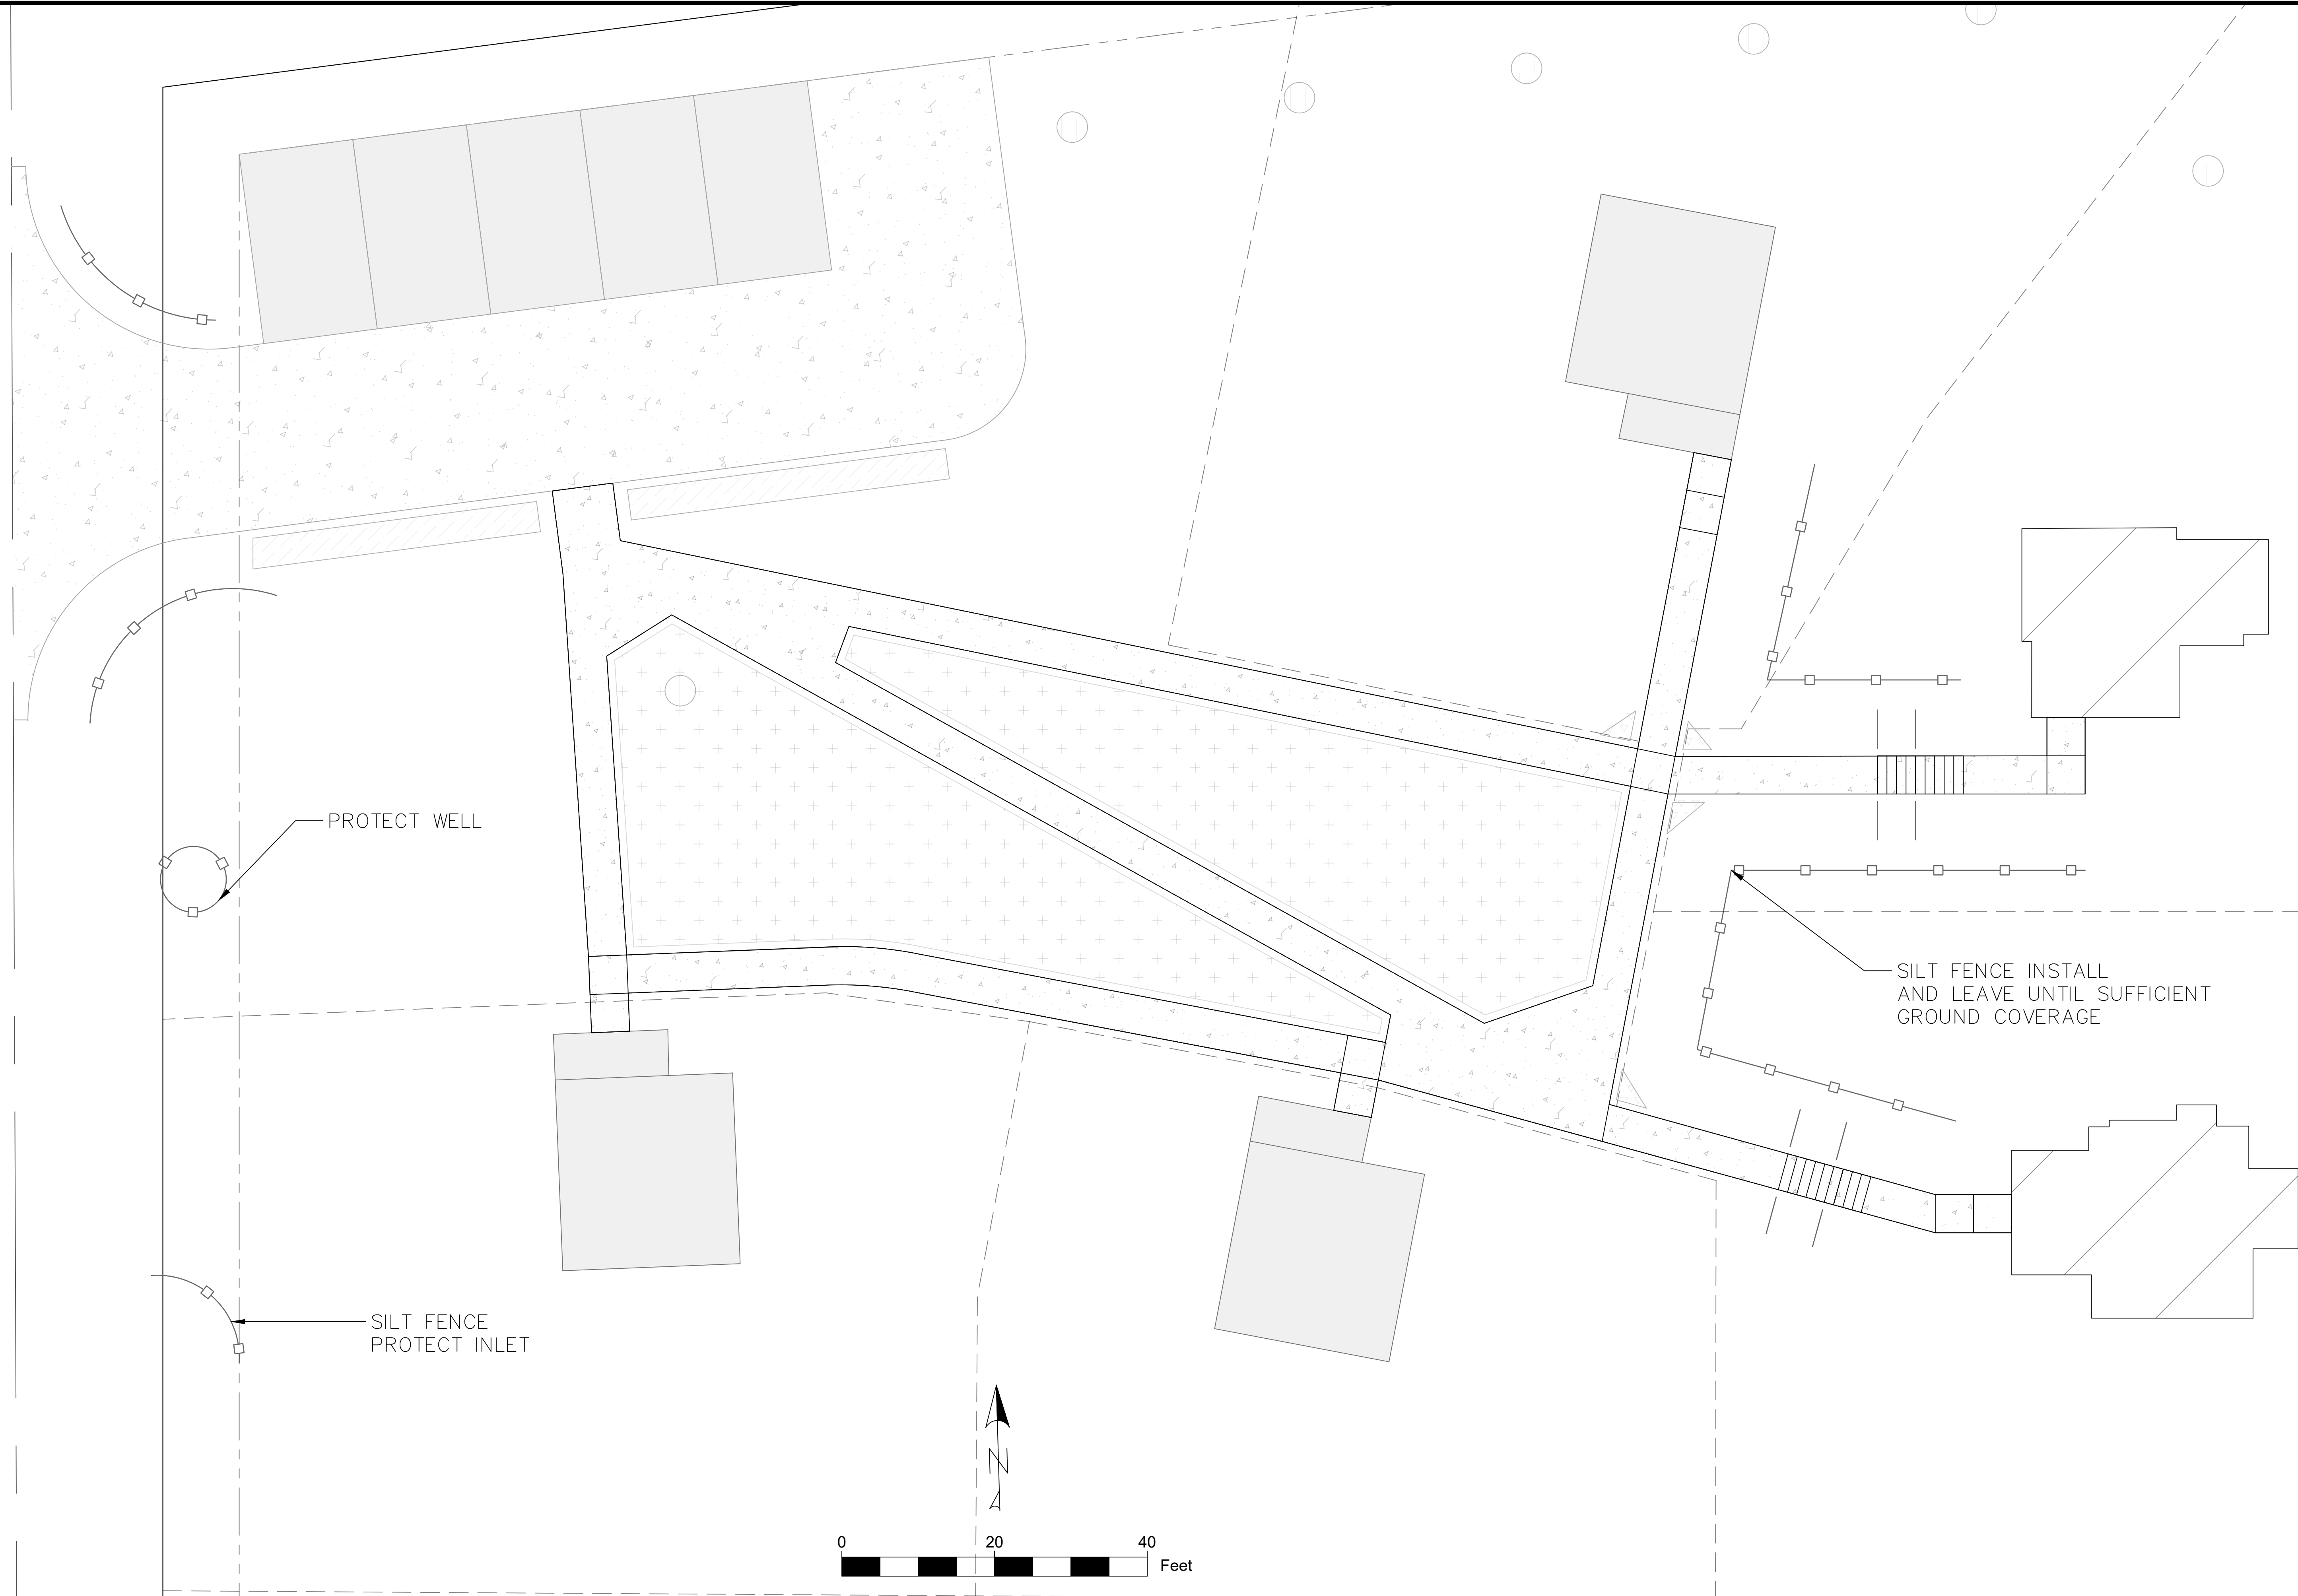 PROTECT WELL
SILT FENCE INSTALL
AND LEAVE UNTIL SUFFICIENT
GROUND COVERAGE
SILT FENCE
PROTECT INLET
N
0 20 40
Feet